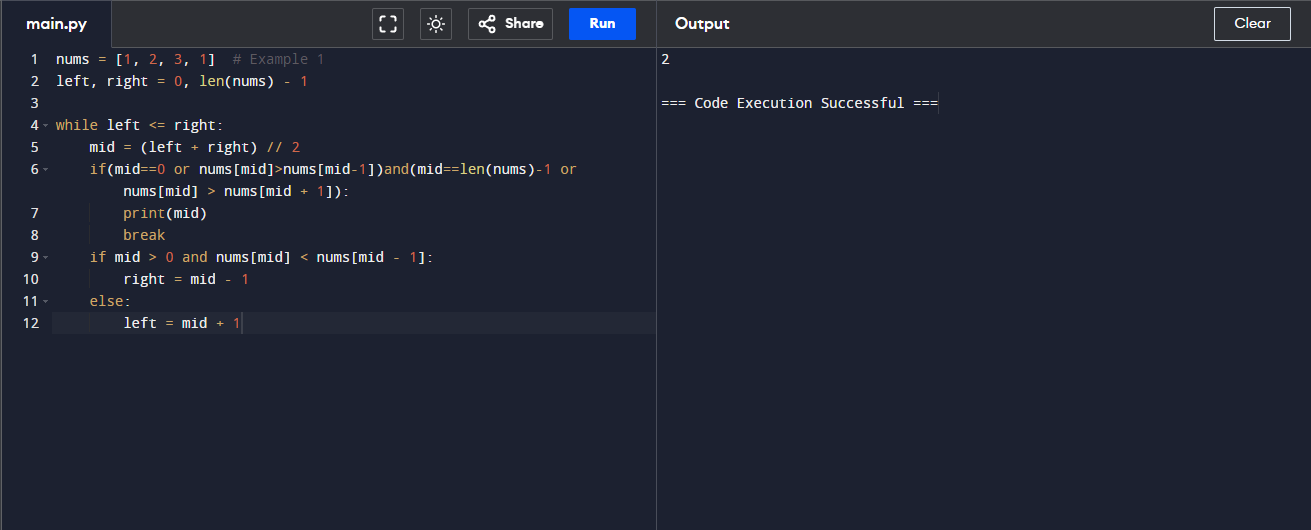 main.py Share Run Output Clear
1 nums = [1, 2, 3, 1]  # Example 1
2 left, right = 0, len(nums) - 1
3
4 while left <= right:
5     mid = (left + right) // 2
6     if(mid==0 or nums[mid]>nums[mid-1])and(mid==len(nums)-1 or
        nums[mid] > nums[mid + 1]):
7         print(mid)
8         break
9     if mid > 0 and nums[mid] < nums[mid - 1]:
10         right = mid - 1
11     else:
12         left = mid + 1
2
=== Code Execution Successful ===